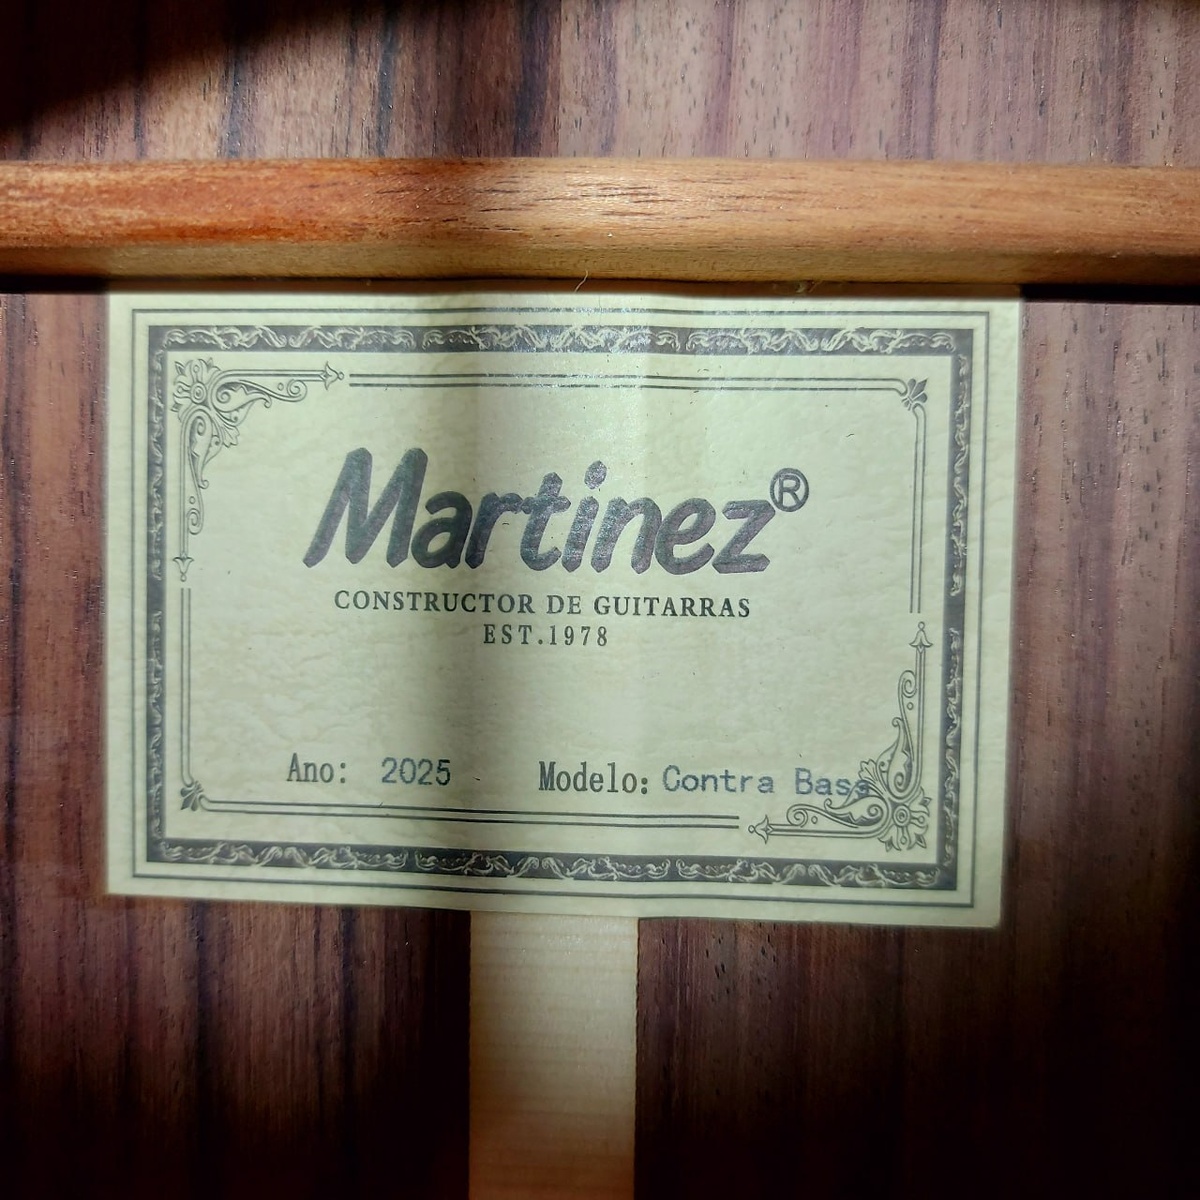 Martinez®
CONSTRUCTOR DE GUITARRAS
EST.1978
Ano: 2025 Modelo: Contra Bass